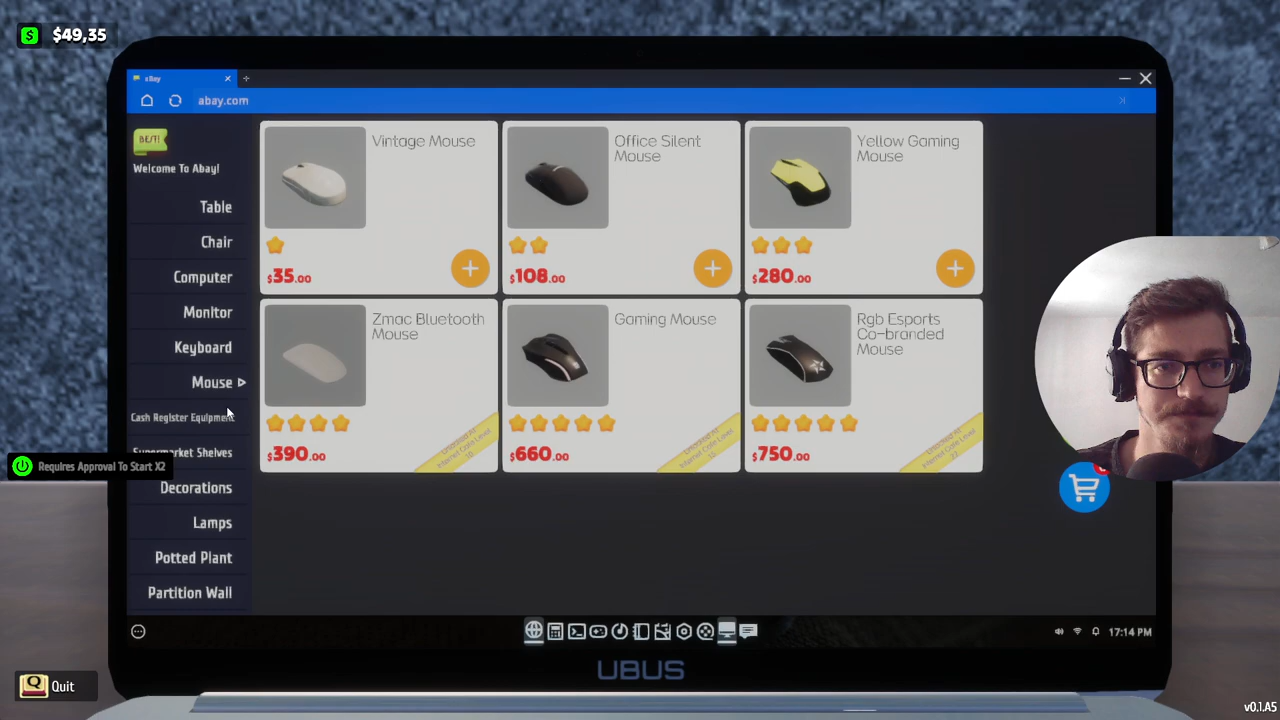 $49,35
aBay
abay.com
BEST!
Welcome To Abay!
Table
Chair
Computer
Monitor
Keyboard
Mouse
Cash Register Equipment
Supermarket Shelves
Decorations
Lamps
Potted Plant
Partition Wall
Vintage Mouse
$35.00
Office Silent
Mouse
$108.00
Yellow Gaming
Mouse
$280.00
Zmac Bluetooth
Mouse
$390.00
Gaming Mouse
$660.00
Rgb Esports
Co-branded
Mouse
$750.00
Requires Approval To Start X2
17:14 PM
UBUS
Q Quit
v0.1.A5